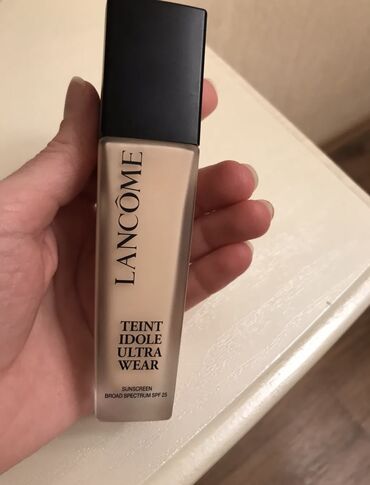 LANCÔME
TEINT
IDOLE
ULTRA
WEAR
SUNSCREEN
BROAD SPECTRUM SPF 25